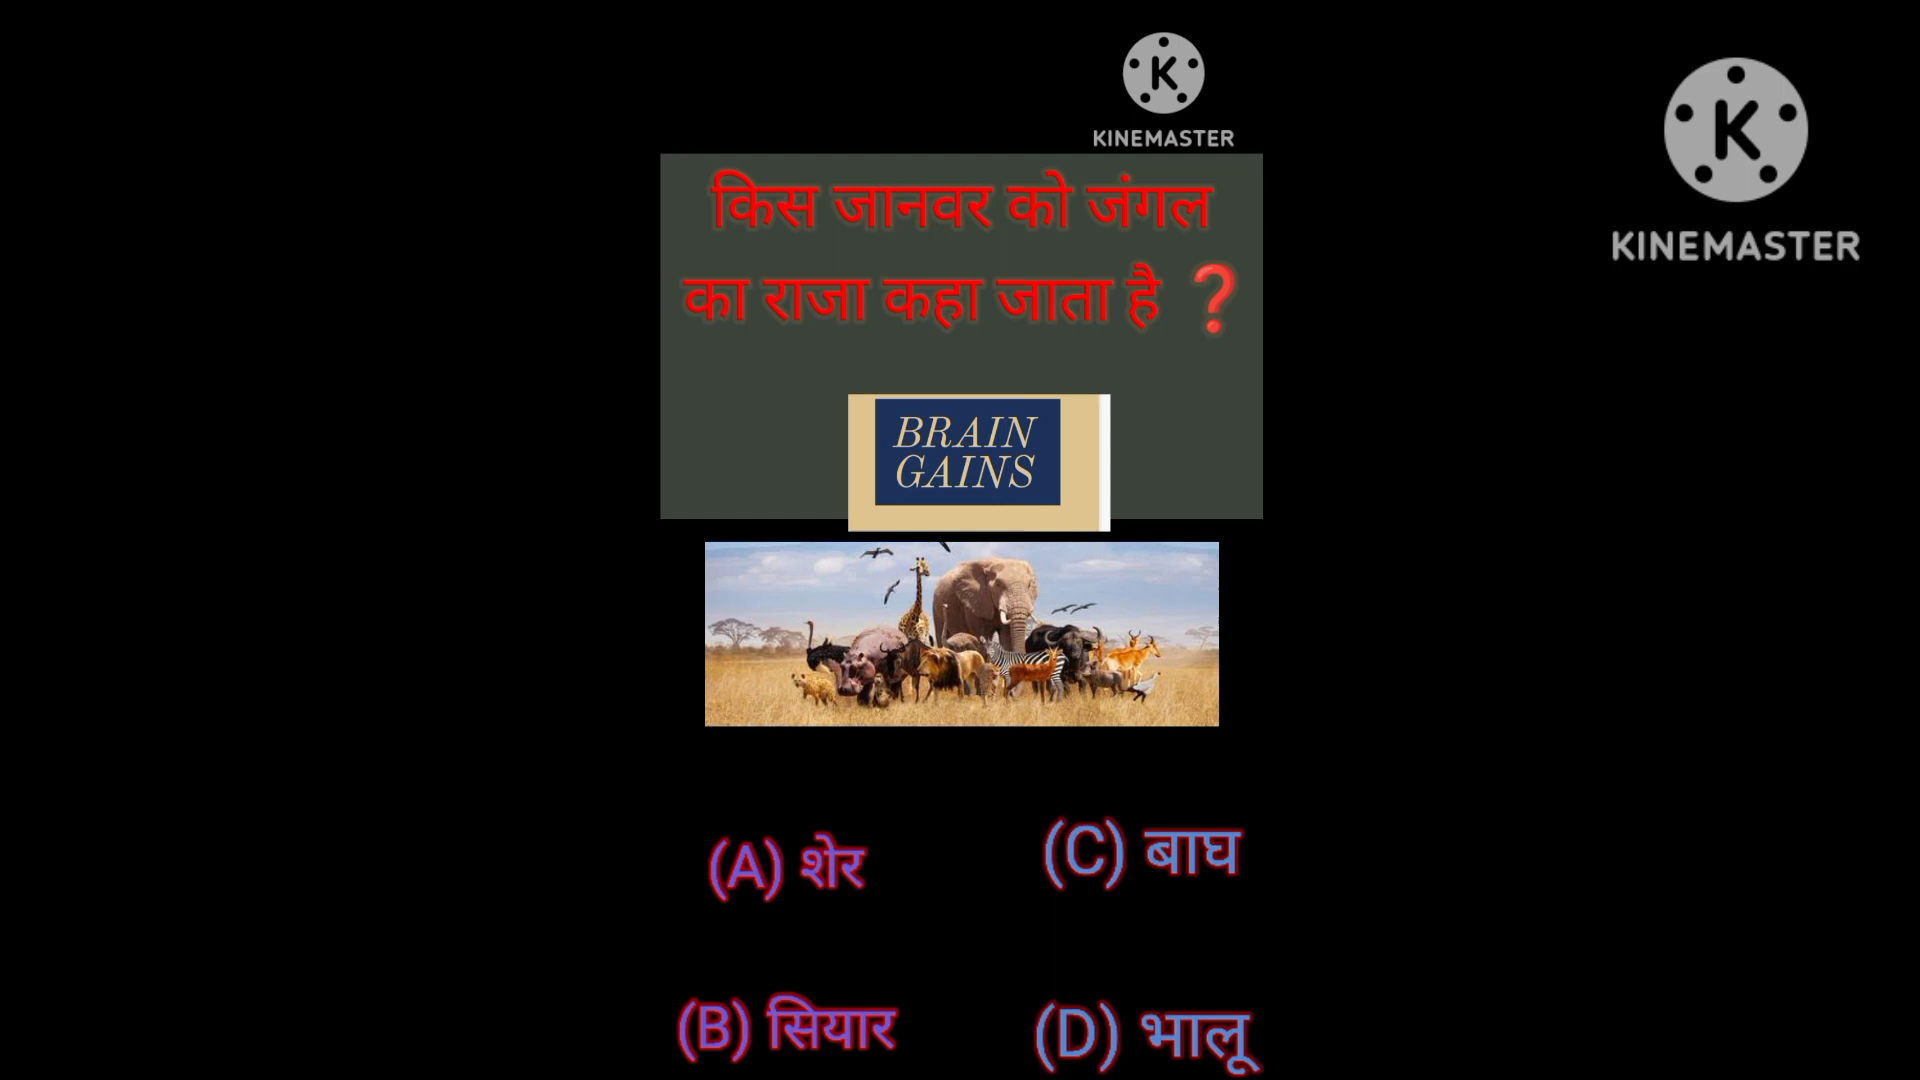 KINEMASTER
KINEMASTER
किस जानवर को जंगल
का राजा कहा जाता है ❓
BRAIN
GAINS
(A) शेर
(C) बाघ
(B) सियार
(D) भालू